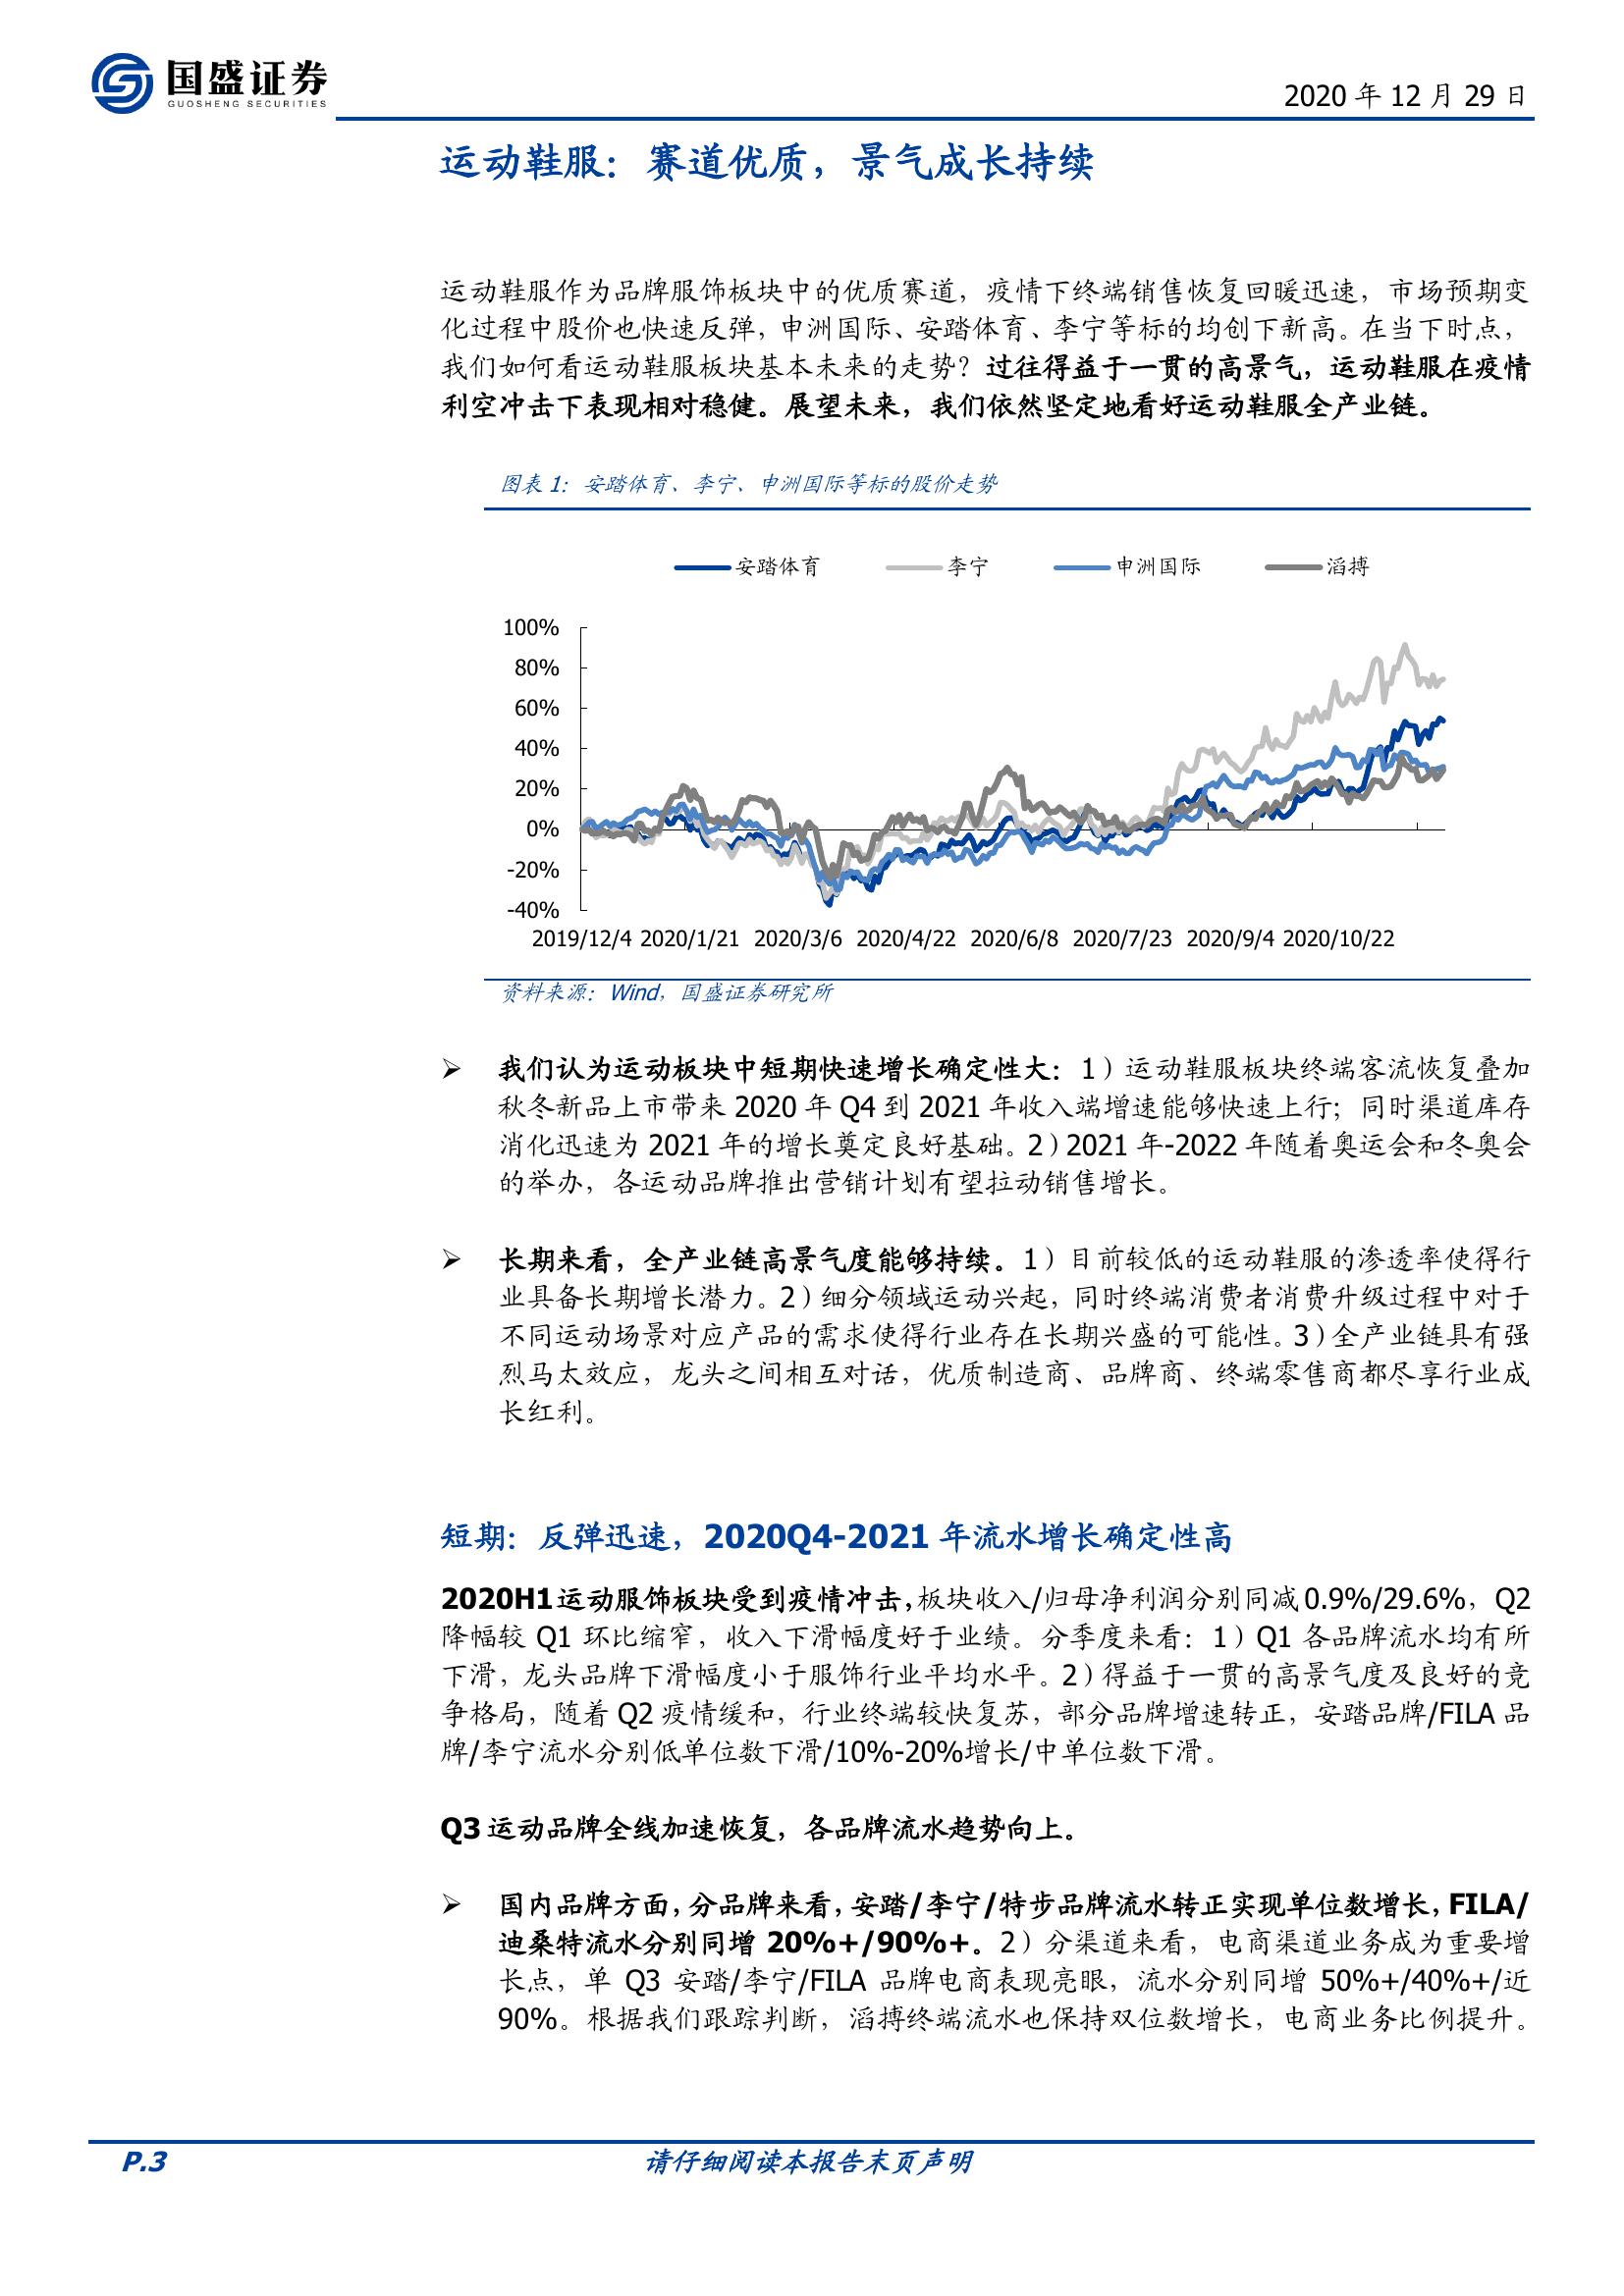 国盛证券
GUOSHENG SECURITIES
2020 年 12 月 29 日
运动鞋服：赛道优质，景气成长持续
运动鞋服作为品牌服饰板块中的优质赛道，疫情下终端销售恢复回暖迅速，市场预期变
化过程中股价也快速反弹，申洲国际、安踏体育、李宁等标的均创下新高。在当下时点，
我们如何看运动鞋服板块基本未来的走势？过往得益于一贯的高景气，运动鞋服在疫情
利空冲击下表现相对稳健。展望未来，我们依然坚定地看好运动鞋服全产业链。
图表 1：安踏体育、李宁、申洲国际等标的股价走势
安踏体育 李宁 申洲国际 滔搏
100%
80%
60%
40%
20%
0%
-20%
-40%
2019/12/4 2020/1/21 2020/3/6 2020/4/22 2020/6/8 2020/7/23 2020/9/4 2020/10/22
资料来源：Wind，国盛证券研究所
➢ 我们认为运动板块中短期快速增长确定性大：1）运动鞋服板块终端客流恢复叠加
秋冬新品上市带来 2020 年 Q4 到 2021 年收入端增速能够快速上行；同时渠道库存
消化迅速为 2021 年的增长奠定良好基础。2）2021 年-2022 年随着奥运会和冬奥会
的举办，各运动品牌推出营销计划有望拉动销售增长。
➢ 长期来看，全产业链高景气度能够持续。1）目前较低的运动鞋服的渗透率使得行
业具备长期增长潜力。2）细分领域运动兴起，同时终端消费者消费升级过程中对于
不同运动场景对应产品的需求使得行业存在长期兴盛的可能性。3）全产业链具有强
烈马太效应，龙头之间相互对话，优质制造商、品牌商、终端零售商都尽享行业成
长红利。
短期：反弹迅速，2020Q4-2021 年流水增长确定性高
2020H1 运动服饰板块受到疫情冲击，板块收入/归母净利润分别同减 0.9%/29.6%，Q2
降幅较 Q1 环比缩窄，收入下滑幅度好于业绩。分季度来看：1）Q1 各品牌流水均有所
下滑，龙头品牌下滑幅度小于服饰行业平均水平。2）得益于一贯的高景气度及良好的竞
争格局，随着 Q2 疫情缓和，行业终端较快复苏，部分品牌增速转正，安踏品牌/FILA 品
牌/李宁流水分别低单位数下滑/10%-20%增长/中单位数下滑。
Q3 运动品牌全线加速恢复，各品牌流水趋势向上。
➢ 国内品牌方面，分品牌来看，安踏/李宁/特步品牌流水转正实现单位数增长，FILA/
迪桑特流水分别同增 20%+/90%+。2）分渠道来看，电商渠道业务成为重要增
长点，单 Q3 安踏/李宁/FILA 品牌电商表现亮眼，流水分别同增 50%+/40%+/近
90%。根据我们跟踪判断，滔搏终端流水也保持双位数增长，电商业务比例提升。
P.3 请仔细阅读本报告末页声明